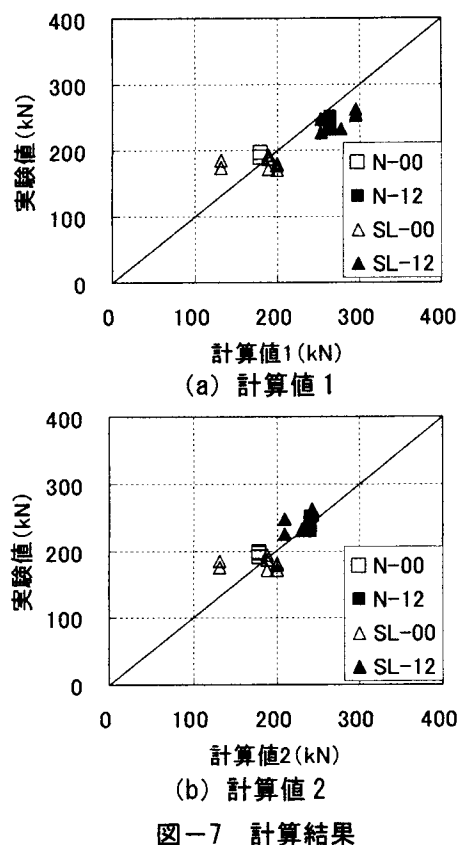 400
300
200
100
0
実験値(kN)
□ N-00
■ N-12
△ SL-00
▲ SL-12
0 100 200 300 400
計算値1(kN)
(a) 計算値 1
400
300
200
100
0
実験値(kN)
□ N-00
■ N-12
△ SL-00
▲ SL-12
0 100 200 300 400
計算値2(kN)
(b) 計算値 2
図-7 計算結果